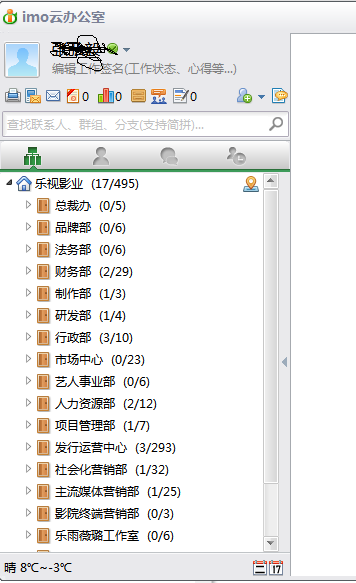 imo云办公室
编辑工作签名(工作状态、心得等...)
0 0 0
查找联系人、群组、分支(支持简拼)...
乐视影业 (17/495)
总裁办 (0/5)
品牌部 (0/6)
法务部 (0/6)
财务部 (2/29)
制作部 (1/3)
研发部 (1/4)
行政部 (3/10)
市场中心 (0/23)
艺人事业部 (0/6)
人力资源部 (2/12)
项目管理部 (1/7)
发行运营中心 (3/293)
社会化营销部 (1/32)
主流媒体营销部 (1/25)
影院终端营销部 (0/3)
乐雨薇璐工作室 (0/6)
晴 8℃~-3℃ 17